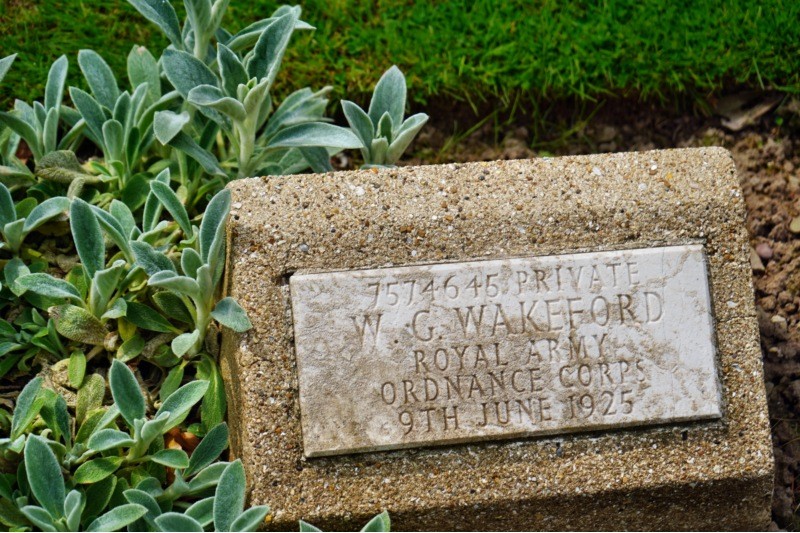 7574645 PRIVATE
W. G. WAKEFORD
ROYAL ARMY
ORDNANCE CORPS
9TH JUNE 1925